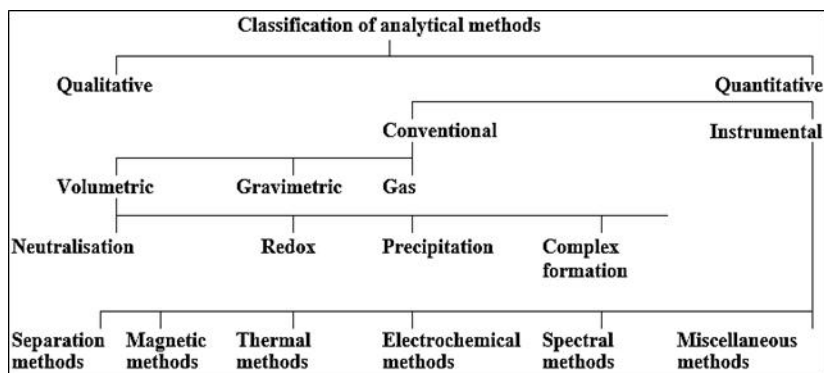 Classification of analytical methods
Qualitative Quantitative
Conventional Instrumental
Volumetric Gravimetric Gas
Neutralisation Redox Precipitation Complex
formation
Separation Magnetic Thermal Electrochemical Spectral Miscellaneous
methods methods methods methods methods methods